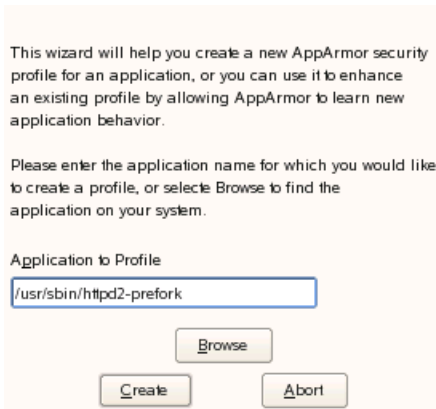 This wizard will help you create a new AppArmor security
profile for an application, or you can use it to enhance
an existing profile by allowing AppArmor to learn new
application behavior.
Please enter the application name for which you would like
to create a profile, or selecte Browse to find the
application on your system.
Application to Profile
/usr/sbin/httpd2-prefork
Browse
Create Abort